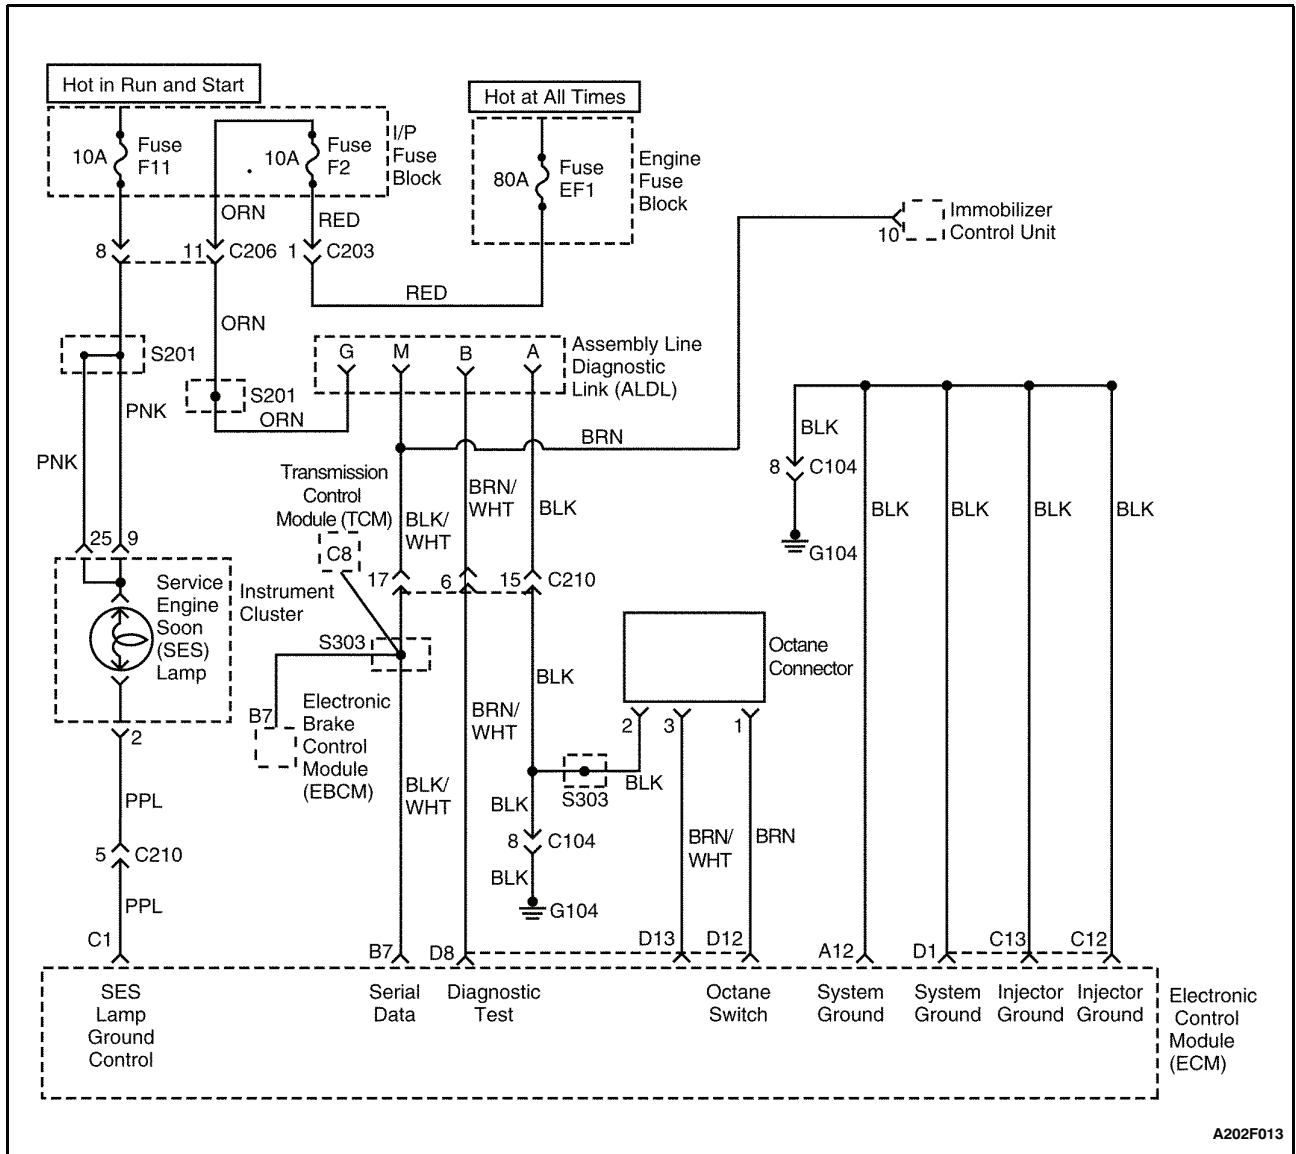 Hot in Run and Start
Hot at All Times
10A
Fuse
F11
10A
Fuse
F2
I/P
Fuse
Block
80A
Fuse
EF1
Engine
Fuse
Block
ORN
RED
8
11
C206
1
C203
RED
10
Immobilizer
Control Unit
ORN
S201
S201
ORN
PNK
PNK
G
M
B
A
Assembly Line
Diagnostic
Link (ALDL)
BRN
BLK
8
C104
G104
BLK
BLK
BLK
BLK
Transmission
Control
Module (TCM)
C8
BLK/
WHT
BRN/
WHT
BLK
25
9
17
6
15
C210
Service
Engine
Soon
(SES)
Lamp
Instrument
Cluster
S303
B7
Electronic
Brake
Control
Module
(EBCM)
BLK
Octane
Connector
2
3
1
2
BRN/
WHT
BLK/
WHT
S303
BLK
BLK
8
C104
BLK
G104
BRN/
WHT
BRN
PPL
5
C210
PPL
C1
B7
D8
D13
D12
A12
D1
C13
C12
SES
Lamp
Ground
Control
Serial
Data
Diagnostic
Test
Octane
Switch
System
Ground
System
Ground
Injector
Ground
Injector
Ground
Electronic
Control
Module
(ECM)
A202F013